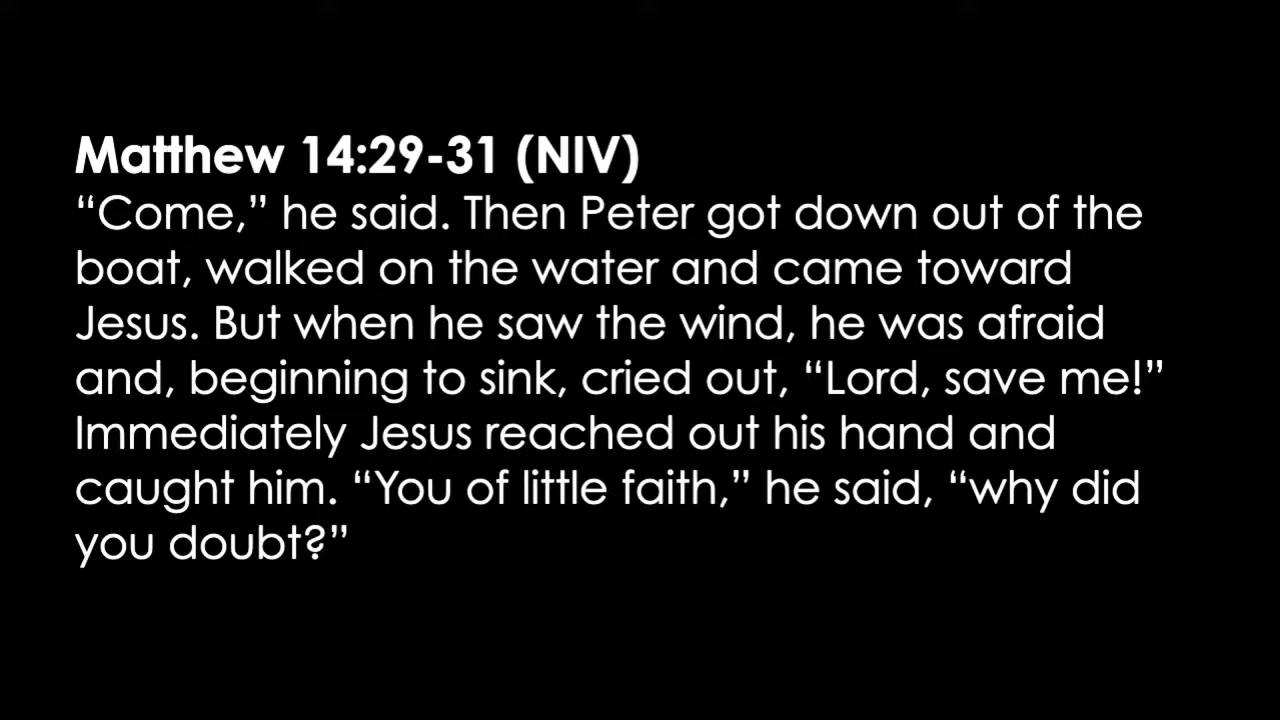 Matthew 14:29-31 (NIV)
“Come,” he said. Then Peter got down out of the
boat, walked on the water and came toward
Jesus. But when he saw the wind, he was afraid
and, beginning to sink, cried out, “Lord, save me!”
Immediately Jesus reached out his hand and
caught him. “You of little faith,” he said, “why did
you doubt?”